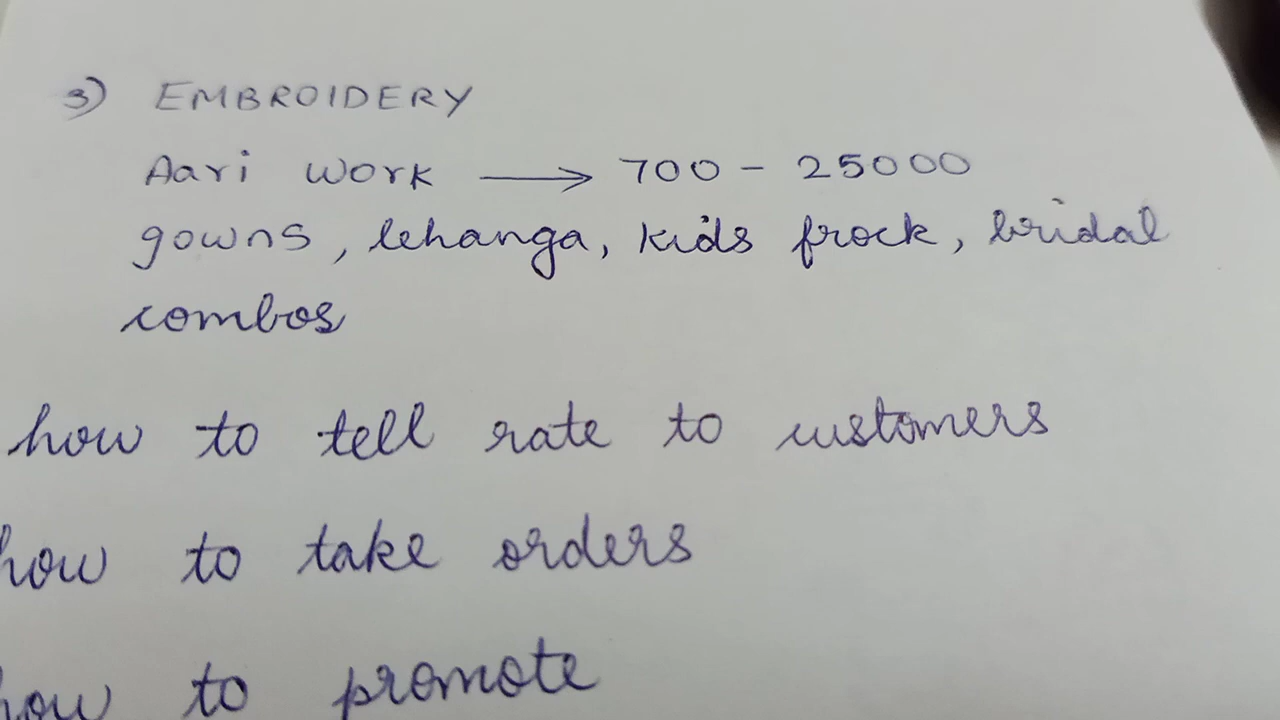 3) EMBROIDERY
Aari work → 700 - 25000
gowns, lehanga, kids frock, bridal
combos
how to tell rate to customers
how to take orders
how to promote